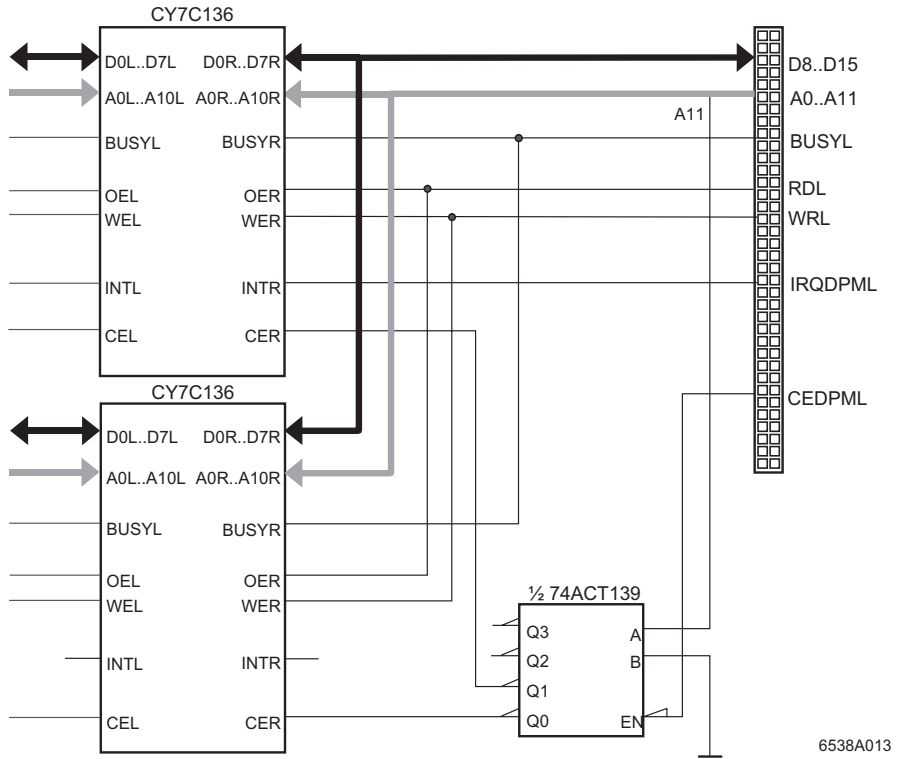 CY7C136
D0L..D7L D0R..D7R
D8..D15
A0L..A10L A0R..A10R
A0..A11
A11
BUSYL BUSYR
BUSYL
OEL OER
RDL
WEL WER
WRL
INTL INTR
IRQDPML
CEL CER
CY7C136
CEDPML
D0L..D7L D0R..D7R
A0L..A10L A0R..A10R
BUSYL BUSYR
OEL OER
½ 74ACT139
WEL WER
Q3 A
INTL INTR
Q2 B
Q1
CEL CER
Q0 EN
6538A013